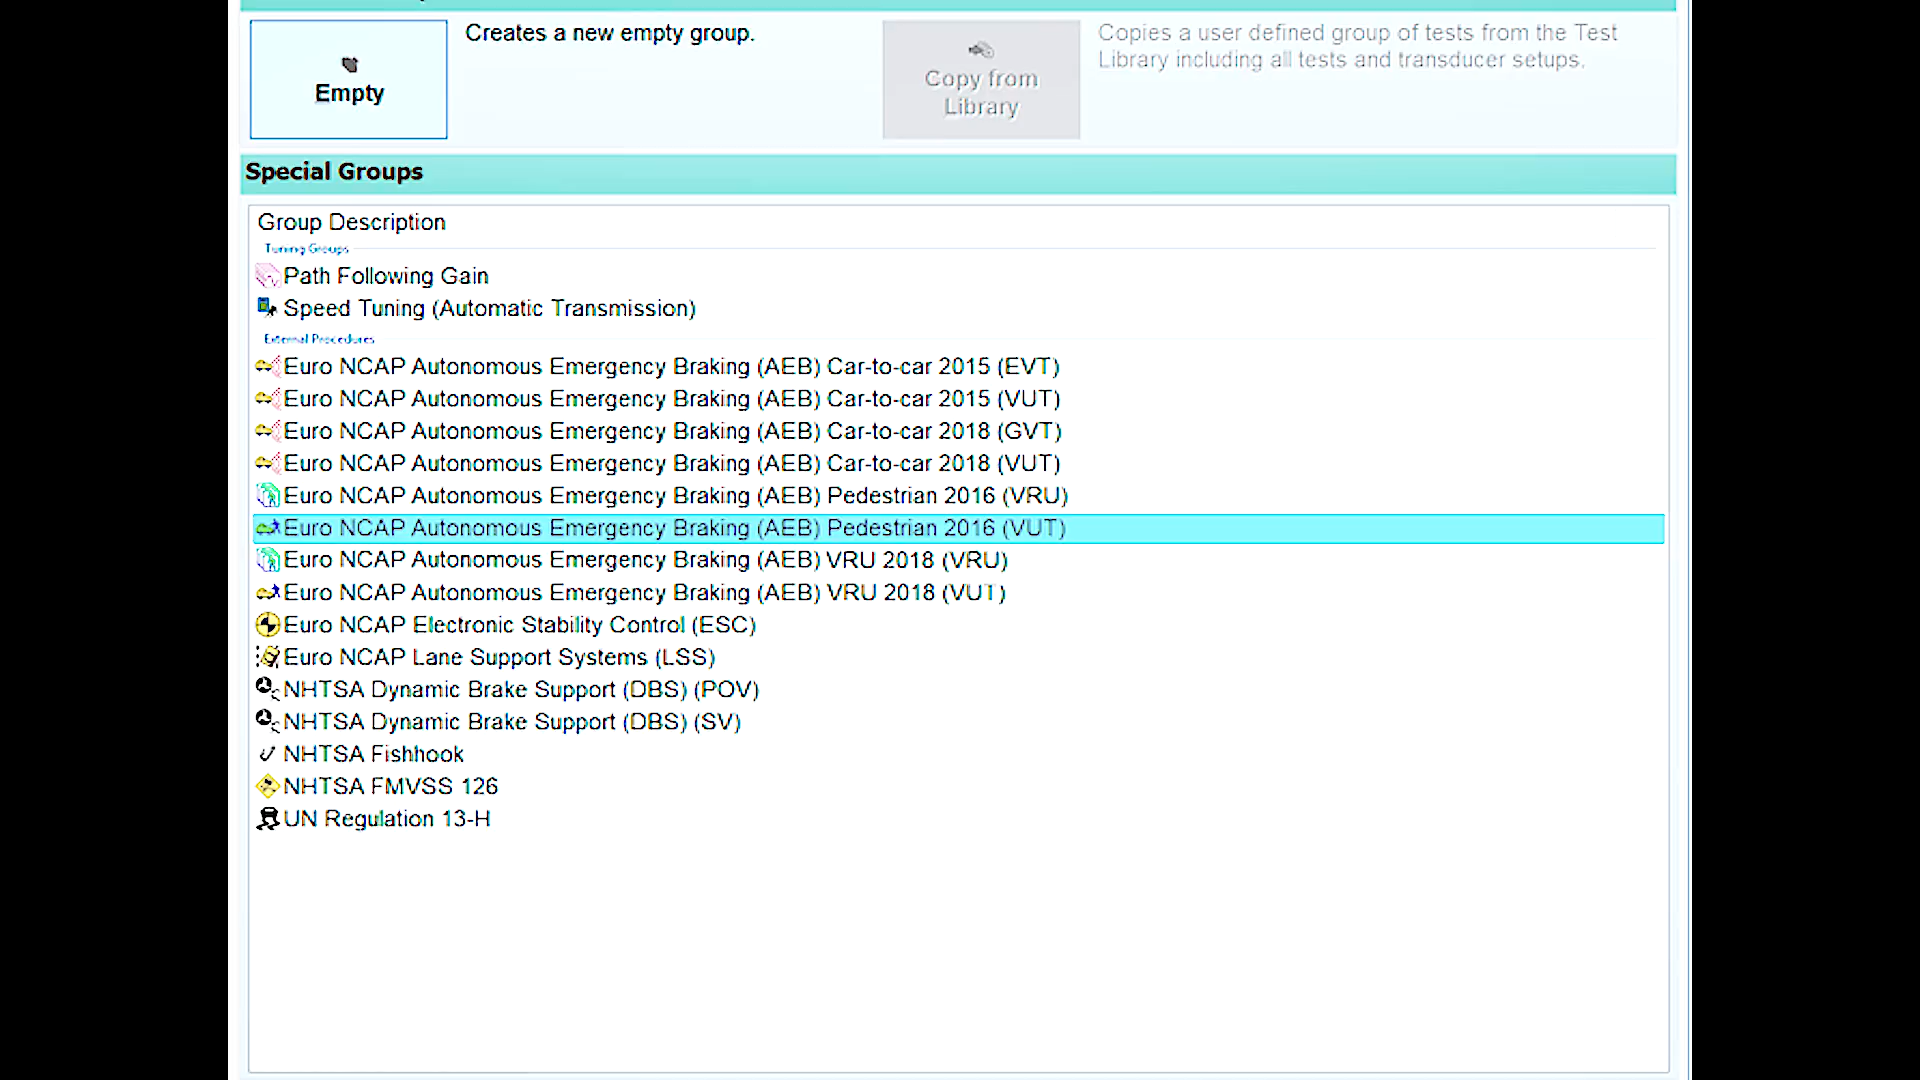 Empty
Creates a new empty group.
Copy from
Library
Copies a user defined group of tests from the Test
Library including all tests and transducer setups.
Special Groups
Group Description
Tuning Groups
Path Following Gain
Speed Tuning (Automatic Transmission)
External Procedures
Euro NCAP Autonomous Emergency Braking (AEB) Car-to-car 2015 (EVT)
Euro NCAP Autonomous Emergency Braking (AEB) Car-to-car 2015 (VUT)
Euro NCAP Autonomous Emergency Braking (AEB) Car-to-car 2018 (GVT)
Euro NCAP Autonomous Emergency Braking (AEB) Car-to-car 2018 (VUT)
Euro NCAP Autonomous Emergency Braking (AEB) Pedestrian 2016 (VRU)
Euro NCAP Autonomous Emergency Braking (AEB) Pedestrian 2016 (VUT)
Euro NCAP Autonomous Emergency Braking (AEB) VRU 2018 (VRU)
Euro NCAP Autonomous Emergency Braking (AEB) VRU 2018 (VUT)
Euro NCAP Electronic Stability Control (ESC)
Euro NCAP Lane Support Systems (LSS)
NHTSA Dynamic Brake Support (DBS) (POV)
NHTSA Dynamic Brake Support (DBS) (SV)
NHTSA Fishhook
NHTSA FMVSS 126
UN Regulation 13-H